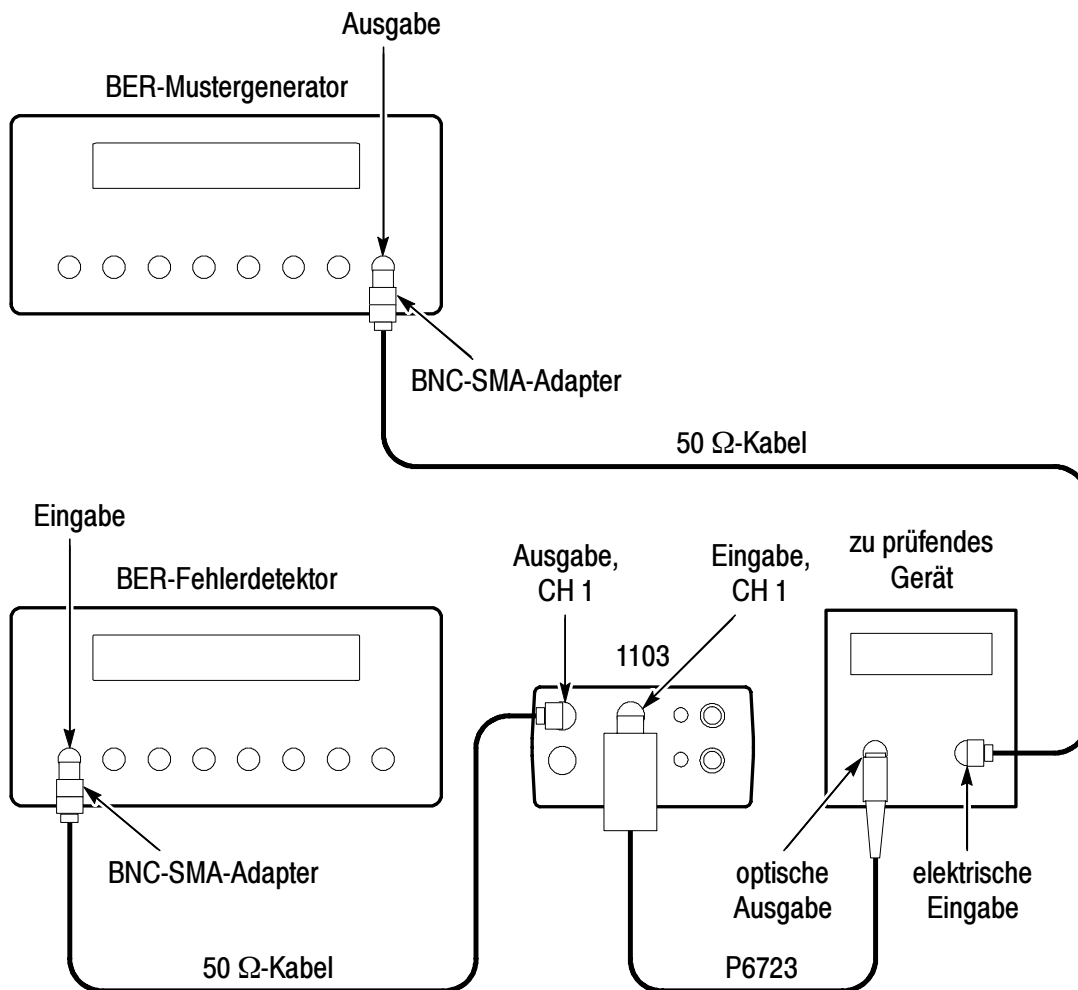 Ausgabe
BER-Mustergenerator
BNC-SMA-Adapter
50 Ω-Kabel
Eingabe
BER-Fehlerdetektor
Ausgabe,
CH 1
Eingabe,
CH 1
zu prüfendes
Gerät
1103
BNC-SMA-Adapter
optische
Ausgabe
elektrische
Eingabe
50 Ω-Kabel
P6723